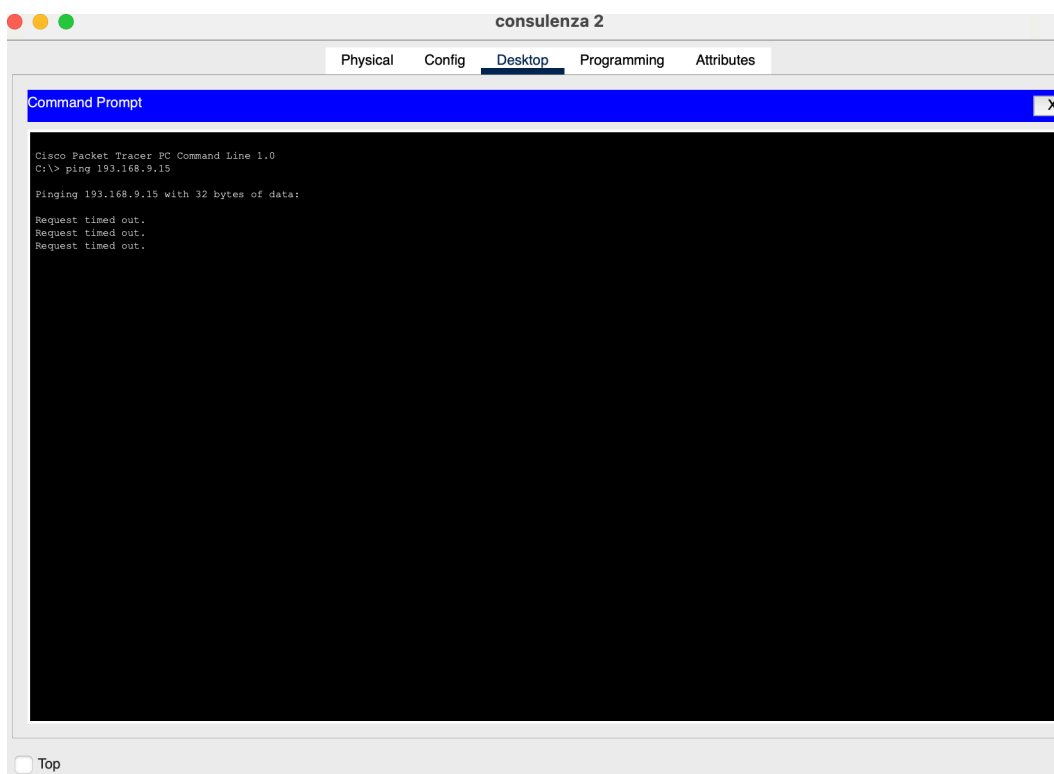 consulenza 2
Physical Config Desktop Programming Attributes
Command Prompt
X
Cisco Packet Tracer PC Command Line 1.0
C:\> ping 193.168.9.15
Pinging 193.168.9.15 with 32 bytes of data:
Request timed out.
Request timed out.
Request timed out.
Top